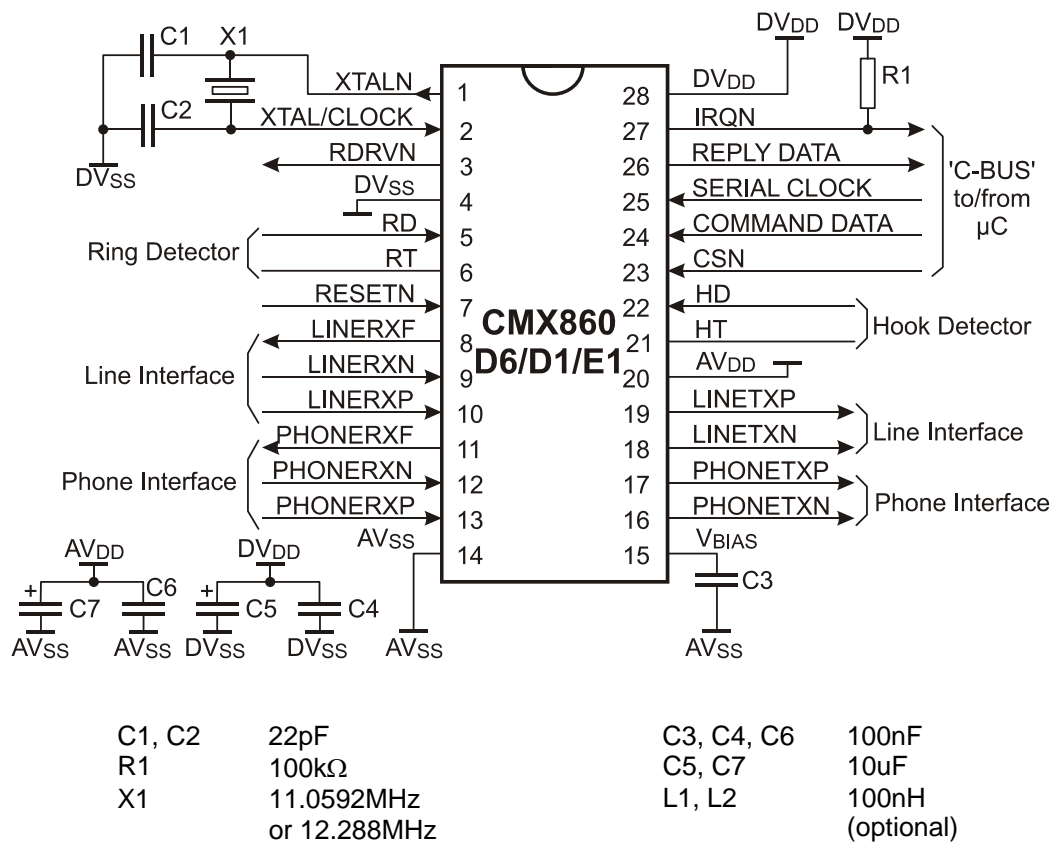 C1 X1
C2
DVSS
XTALN
XTAL/CLOCK
RDRVN
DVSS
RD
RT
Ring Detector
RESETN
LINERXF
LINERXN
LINERXP
Line Interface
PHONERXF
PHONERXN
PHONERXP
Phone Interface
AVSS
1
2
3
4
5
6
7
8
9
10
11
12
13
14
CMX860
D6/D1/E1
28
27
26
25
24
23
22
21
20
19
18
17
16
15
DVDD
DVDD DVDD
R1
IRQN
REPLY DATA
SERIAL CLOCK
COMMAND DATA
CSN
'C-BUS'
to/from
µC
HD
HT
Hook Detector
AVDD
LINETXP
LINETXN
Line Interface
PHONETXP
PHONETXN
Phone Interface
VBIAS
C3
AVSS
AVDD DVDD
+ C7 C6 + C5 C4
AVSS AVSS DVSS DVSS AVSS
C1, C2 22pF
R1 100kΩ
X1 11.0592MHz
or 12.288MHz
C3, C4, C6 100nF
C5, C7 10uF
L1, L2 100nH
(optional)